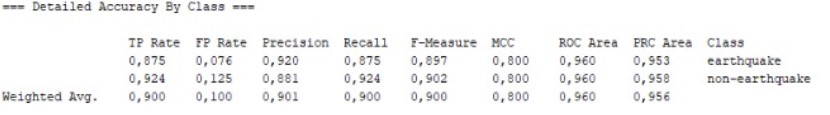 === Detailed Accuracy By Class ===
TP Rate FP Rate Precision Recall F-Measure MCC ROC Area PRC Area Class
0,875 0,076 0,920 0,875 0,897 0,800 0,960 0,953 earthquake
0,924 0,125 0,881 0,924 0,902 0,800 0,960 0,958 non-earthquake
Weighted Avg. 0,900 0,100 0,901 0,900 0,900 0,800 0,960 0,956